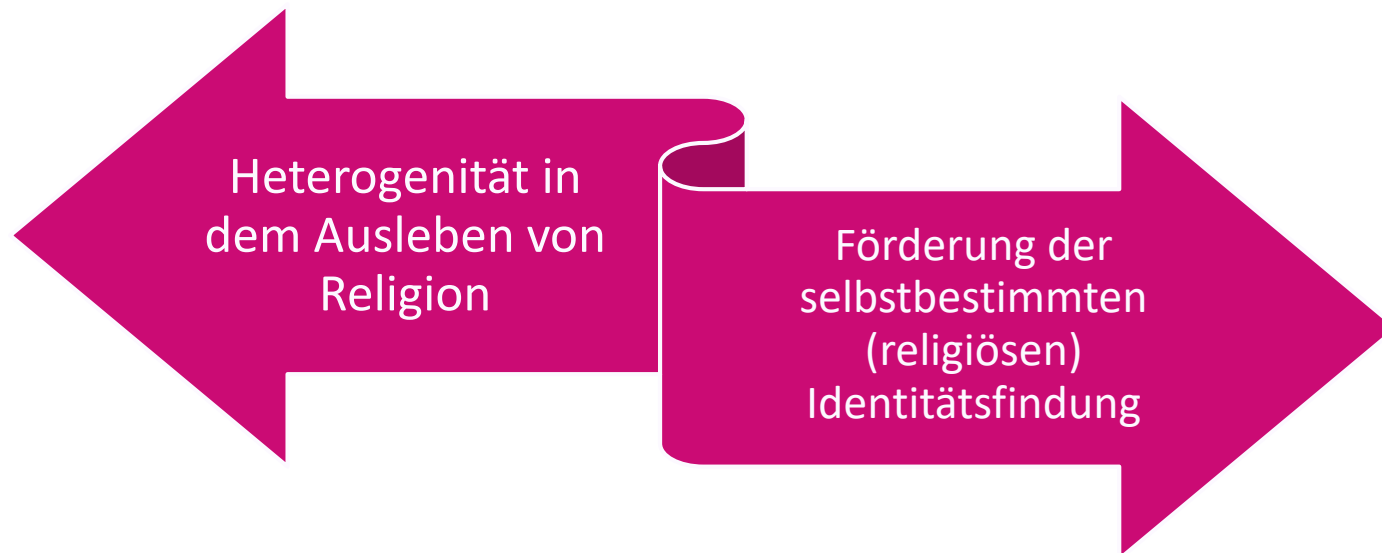 Heterogenität in
dem Ausleben von
Religion
Förderung der
selbstbestimmten
(religiösen)
Identitätsfindung